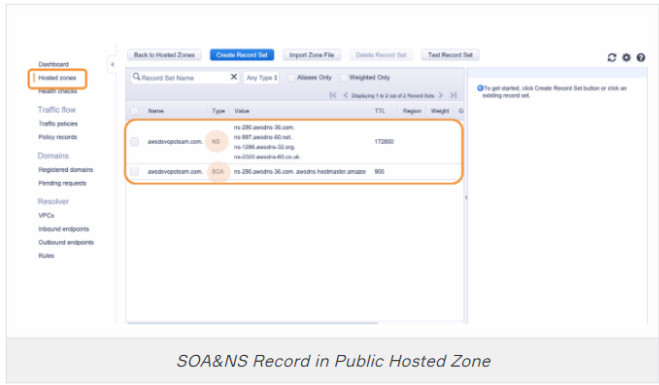 Back to Hosted Zones Create Record Set Import Zone File Delete Record Set Test Record Set
Dashboard
Hosted zones
Health checks
Traffic flow
Traffic policies
Policy records
Domains
Registered domains
Pending requests
Resolver
VPCs
Inbound endpoints
Outbound endpoints
Rules
Record Set Name X Any Type Aliases Only Weighted Only
Displaying 1 to 2 out of 2 Record Sets
Name Type Value TTL Region Weight G
awsdevopsteam.com. NS 172800
ns-290.awsdns-36.com.
ns-997.awsdns-60.net.
ns-1286.awsdns-32.org.
ns-2020.awsdns-60.co.uk.
awsdevopsteam.com. SOA ns-290.awsdns-36.com. awsdns-hostmaster.amazon 900
To get started, click Create Record Set button or click an
existing record set.
SOA&NS Record in Public Hosted Zone